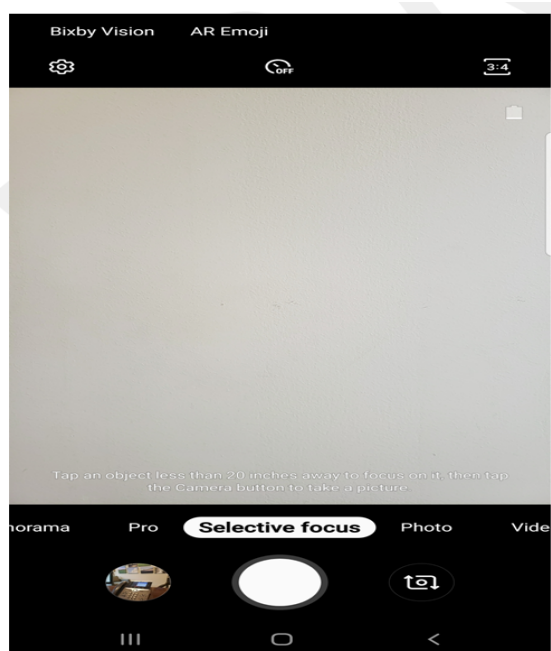 Bixby Vision AR Emoji
OFF
3:4
Tap an object less than 20 inches away to focus on it, then tap
the Camera button to take a picture.
norama Pro Selective focus Photo Vide